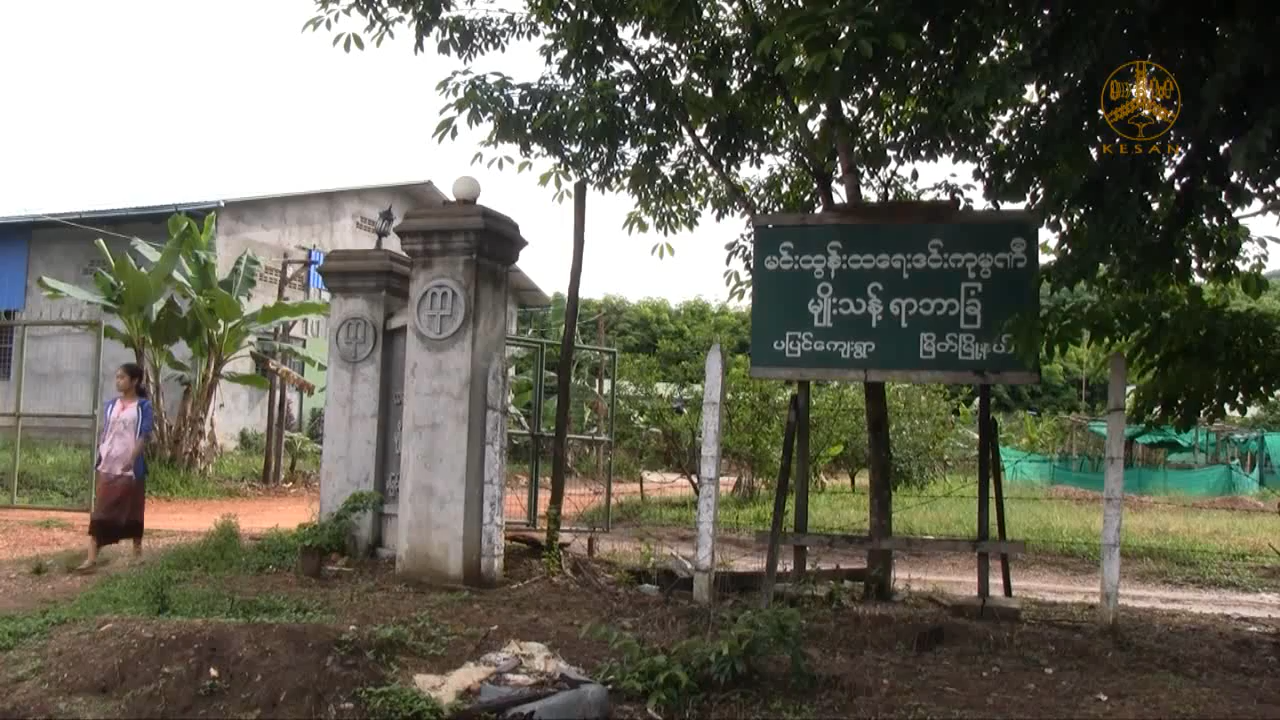 KESAN
မင်းထွန်းထရေးဒင်းကုမ္ပဏီ
မျိုးသန့် ရာဘာခြံ
ပပြင်ကျေးရွာ မြိတ်မြို့နယ်